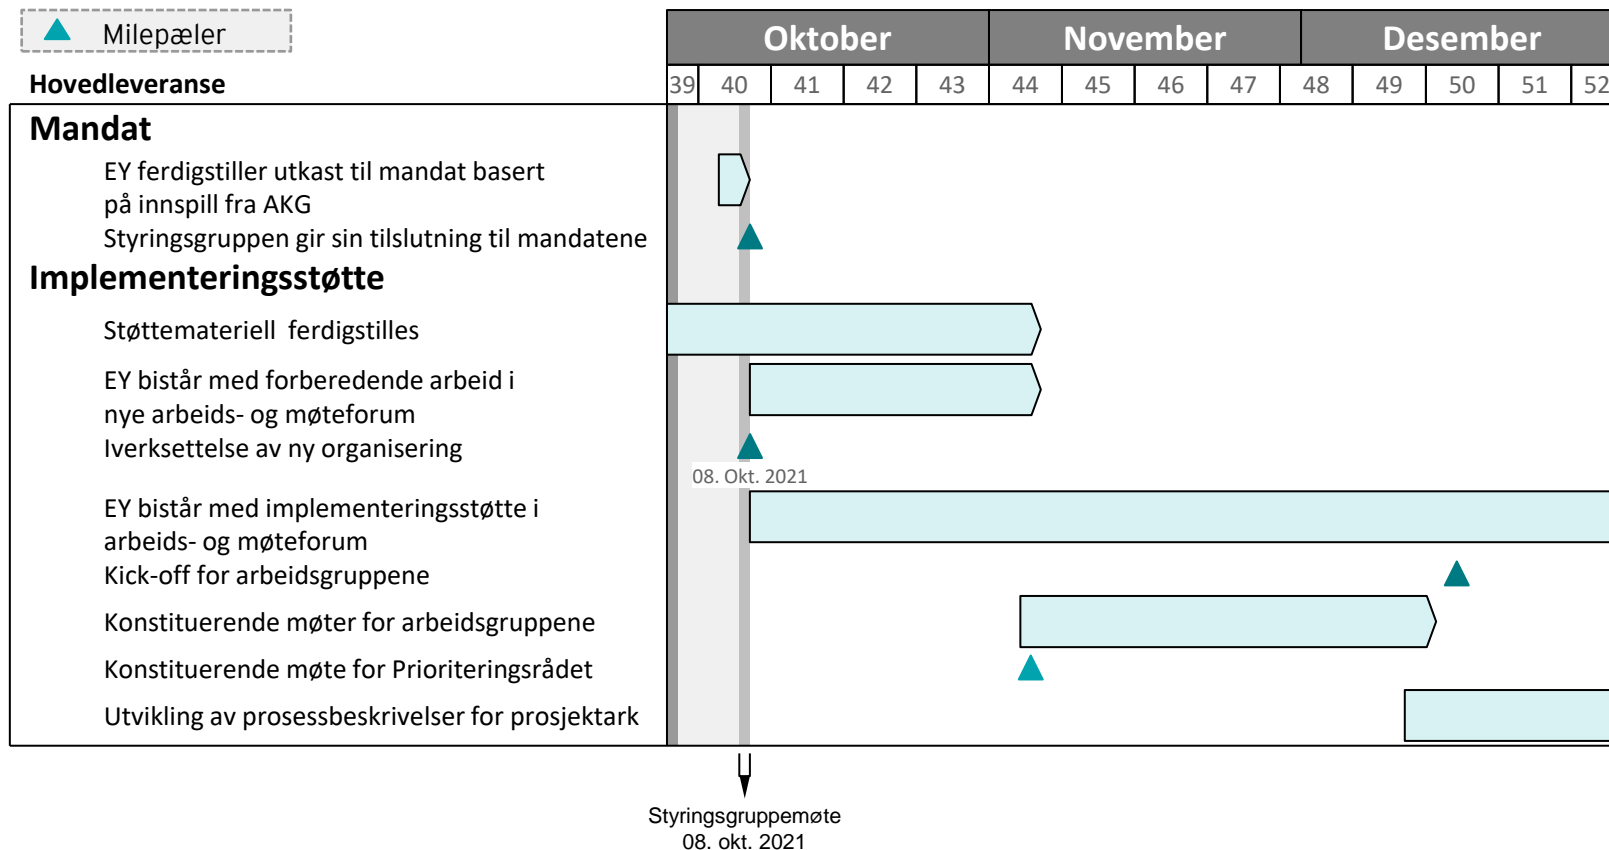 Milepæler
Oktober November Desember
Hovedleveranse
39 40 41 42 43 44 45 46 47 48 49 50 51 52
Mandat
EY ferdigstiller utkast til mandat basert
på innspill fra AKG
Styringsgruppen gir sin tilslutning til mandatene
Implementeringsstøtte
Støttemateriell ferdigstilles
EY bistår med forberedende arbeid i
nye arbeids- og møteforum
Iverksettelse av ny organisering
08. Okt. 2021
EY bistår med implementeringsstøtte i
arbeids- og møteforum
Kick-off for arbeidsgruppene
Konstituerende møter for arbeidsgruppene
Konstituerende møte for Prioriteringsrådet
Utvikling av prosessbeskrivelser for prosjektark
Styringsgruppemøte
08. okt. 2021